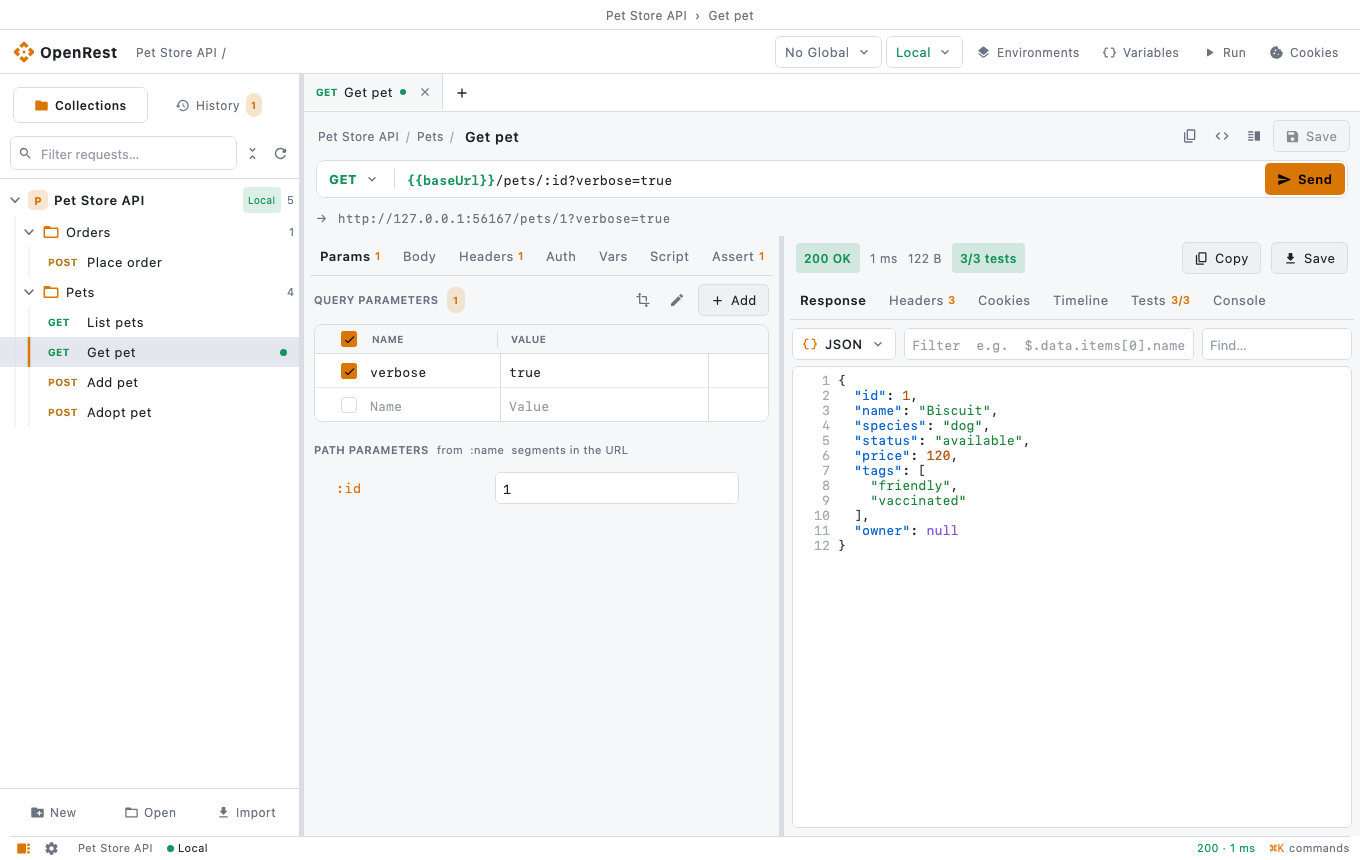 Pet Store API › Get pet
OpenRest Pet Store API /
No Global Local Environments {} Variables Run Cookies
Collections History 1
Filter requests...
Pet Store API Local 5
P
Orders 1
POST Place order
Pets 4
GET List pets
GET Get pet
POST Add pet
POST Adopt pet
New Open Import
GET Get pet
Pet Store API / Pets / Get pet
Save
GET {{baseUrl}}/pets/:id?verbose=true Send
→ http://127.0.0.1:56167/pets/1?verbose=true
Params 1 Body Headers 1 Auth Vars Script Assert 1
QUERY PARAMETERS 1 + Add
NAME VALUE
verbose true
Name Value
PATH PARAMETERS from :name segments in the URL
:id 1
200 OK 1 ms 122 B 3/3 tests Copy Save
Response Headers 3 Cookies Timeline Tests 3/3 Console
{} JSON Filter e.g. $.data.items[0].name Find...
1 {
2 "id": 1,
3 "name": "Biscuit",
4 "species": "dog",
5 "status": "available",
6 "price": 120,
7 "tags": [
8 "friendly",
9 "vaccinated"
10 ],
11 "owner": null
12 }
Pet Store API Local
200 · 1 ms ⌘K commands